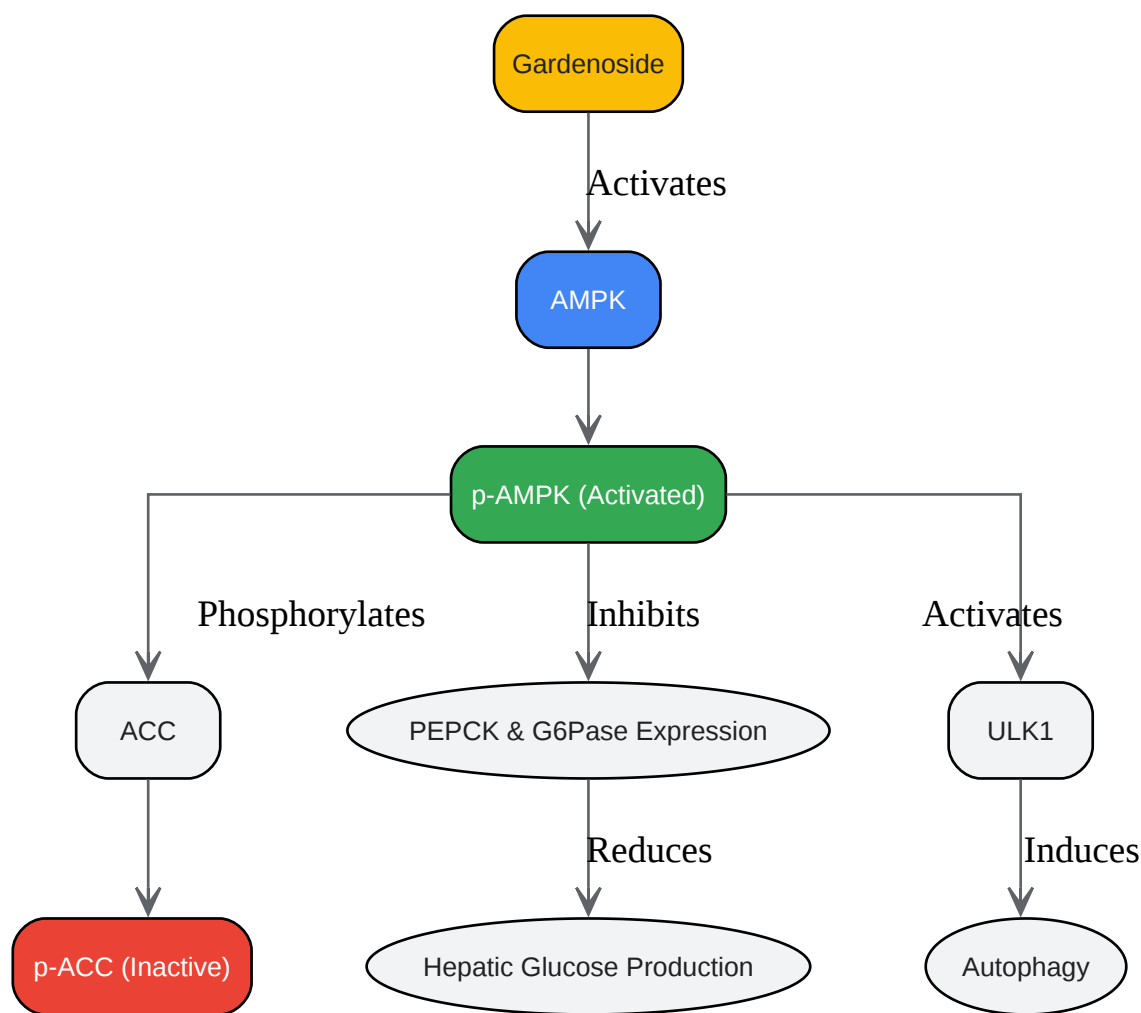 Gardenoside
Activates
AMPK
p-AMPK (Activated)
Phosphorylates
Inhibits
Activates
ACC
PEPCK & G6Pase Expression
ULK1
Reduces
Induces
p-ACC (Inactive)
Hepatic Glucose Production
Autophagy